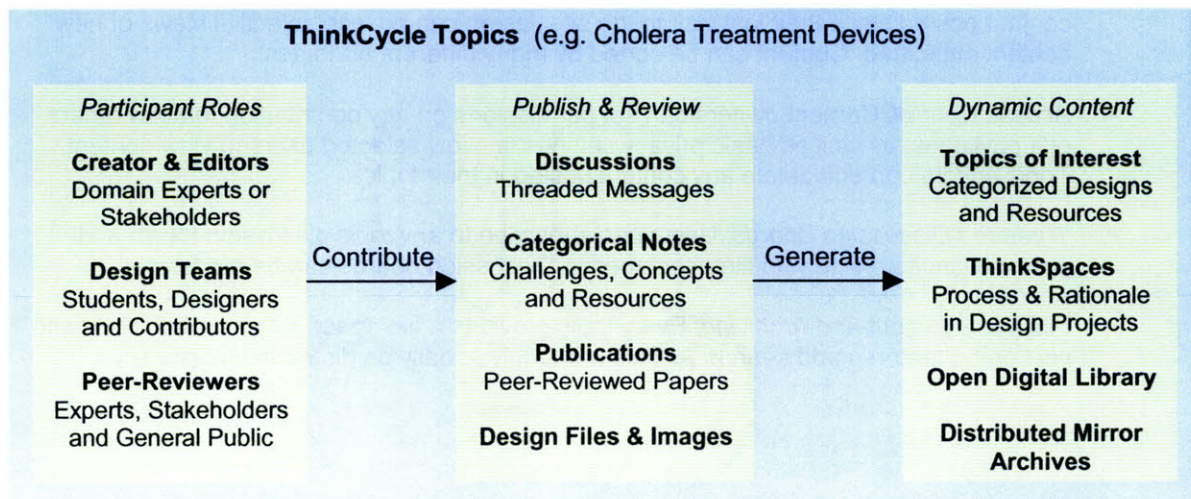 ThinkCycle Topics (e.g. Cholera Treatment Devices)
Participant Roles
Creator & Editors
Domain Experts or
Stakeholders
Design Teams
Students, Designers
and Contributors
Peer-Reviewers
Experts, Stakeholders
and General Public
Contribute
Publish & Review
Discussions
Threaded Messages
Categorical Notes
Challenges, Concepts
and Resources
Publications
Peer-Reviewed Papers
Design Files & Images
Generate
Dynamic Content
Topics of Interest
Categorized Designs
and Resources
ThinkSpaces
Process & Rationale
in Design Projects
Open Digital Library
Distributed Mirror
Archives